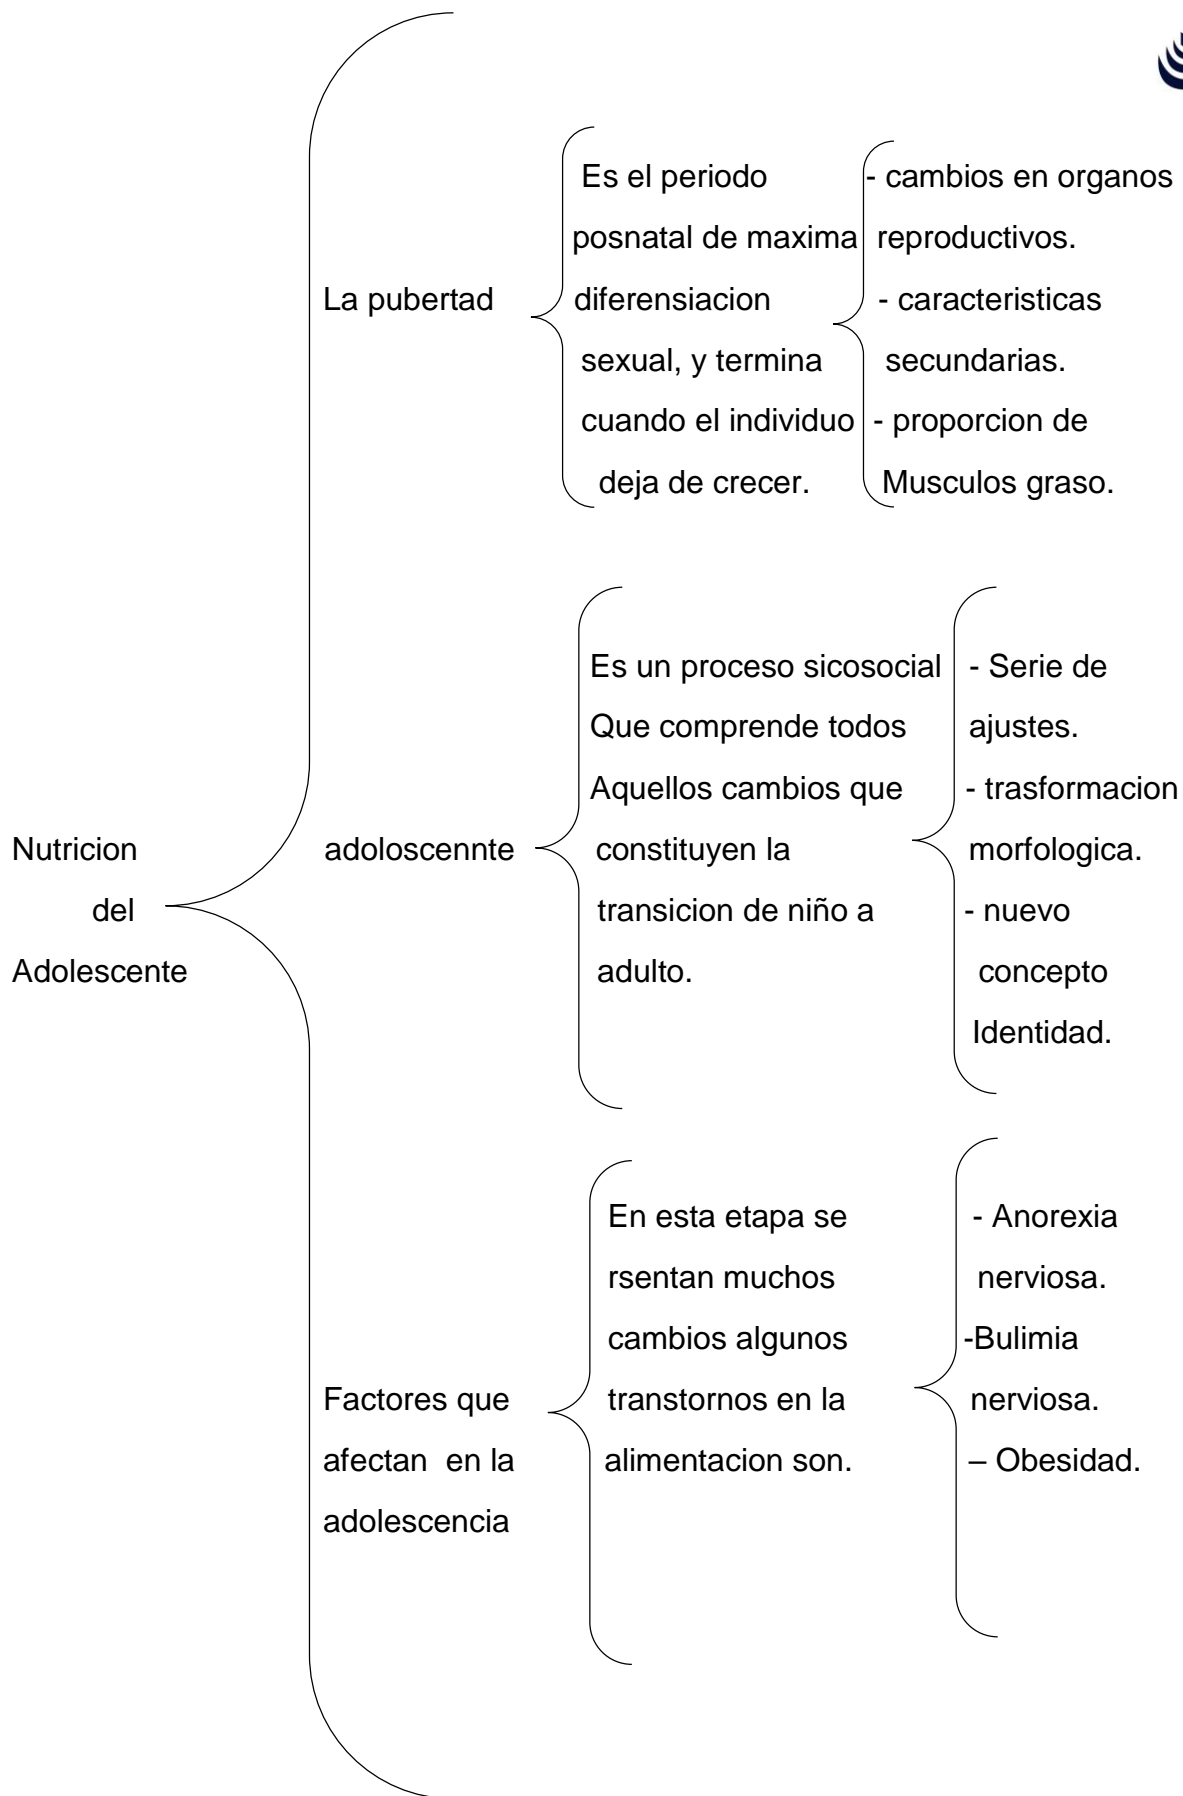 Nutricion
del
Adolescente
La pubertad
Es el periodo
posnatal de maxima
diferensiacion
sexual, y termina
cuando el individuo
deja de crecer.
- cambios en organos
reproductivos.
- caracteristicas
secundarias.
- proporcion de
Musculos graso.
adoloscennte
Es un proceso sicosocial
Que comprende todos
Aquellos cambios que
constituyen la
transicion de niño a
adulto.
- Serie de
ajustes.
- trasformacion
morfologica.
- nuevo
concepto
Identidad.
Factores que
afectan en la
adolescencia
En esta etapa se
rsentan muchos
cambios algunos
transtornos en la
alimentacion son.
- Anorexia
nerviosa.
-Bulimia
nerviosa.
– Obesidad.